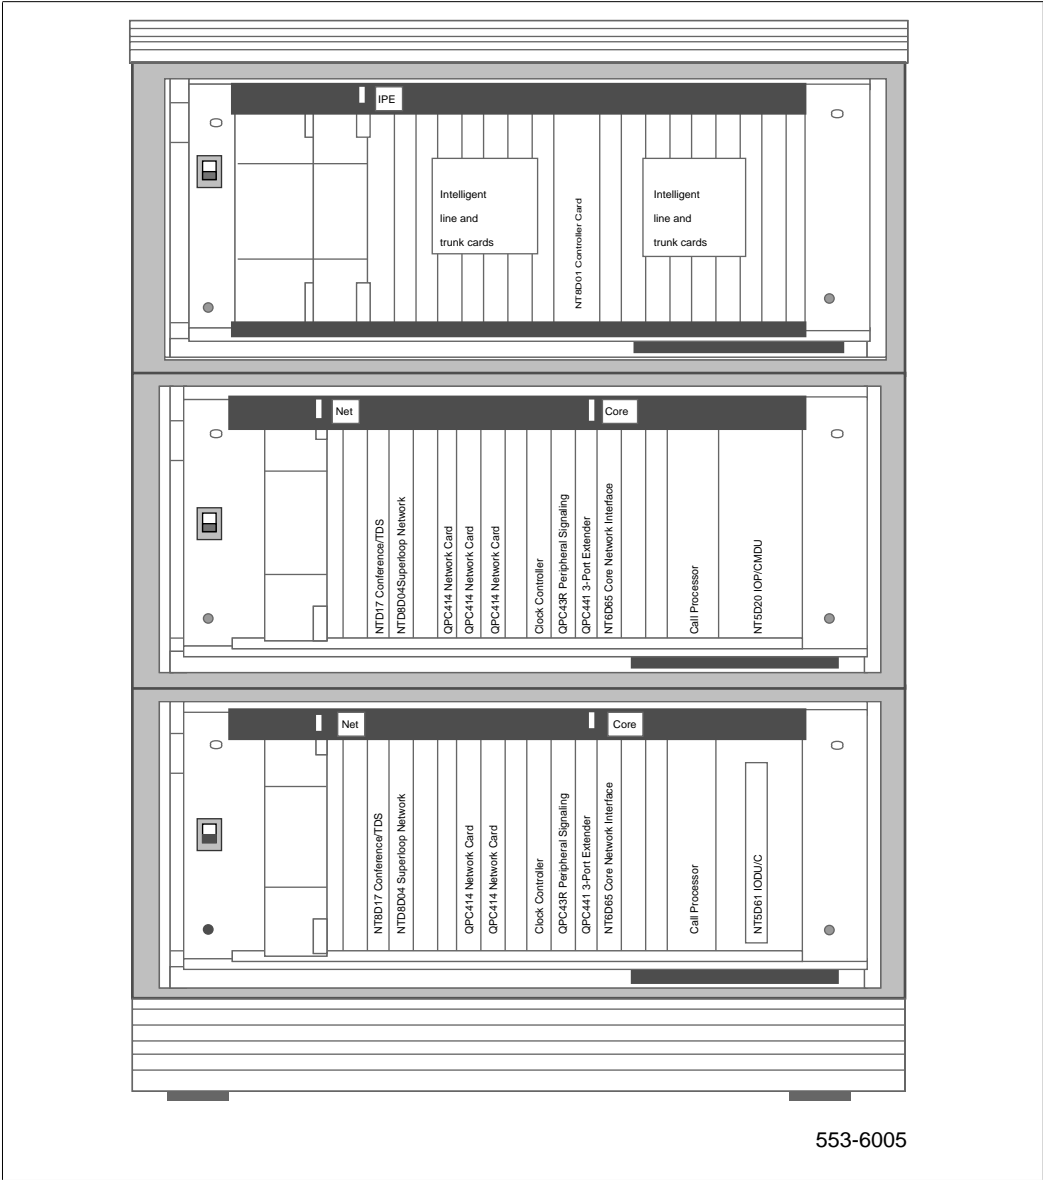 IPE
Intelligent
line and
trunk cards
NT8D01 Controller Card
Intelligent
line and
trunk cards
Net
Core
NTD17 Conference/TDS
NTD8D04Superloop Network
QPC414 Network Card
QPC414 Network Card
QPC414 Network Card
Clock Controller
QPC43R Peripheral Signaling
QPC441 3-Port Extender
NT6D65 Core Network Interface
Call Processor
NT5D20 IOP/CMDU
Net
Core
NT8D17 Conference/TDS
NTD8D04 Superloop Network
QPC414 Network Card
QPC414 Network Card
Clock Controller
QPC43R Peripheral Signaling
QPC441 3-Port Extender
NT6D65 Core Network Interface
Call Processor
NT5D61 IODU/C
553-6005